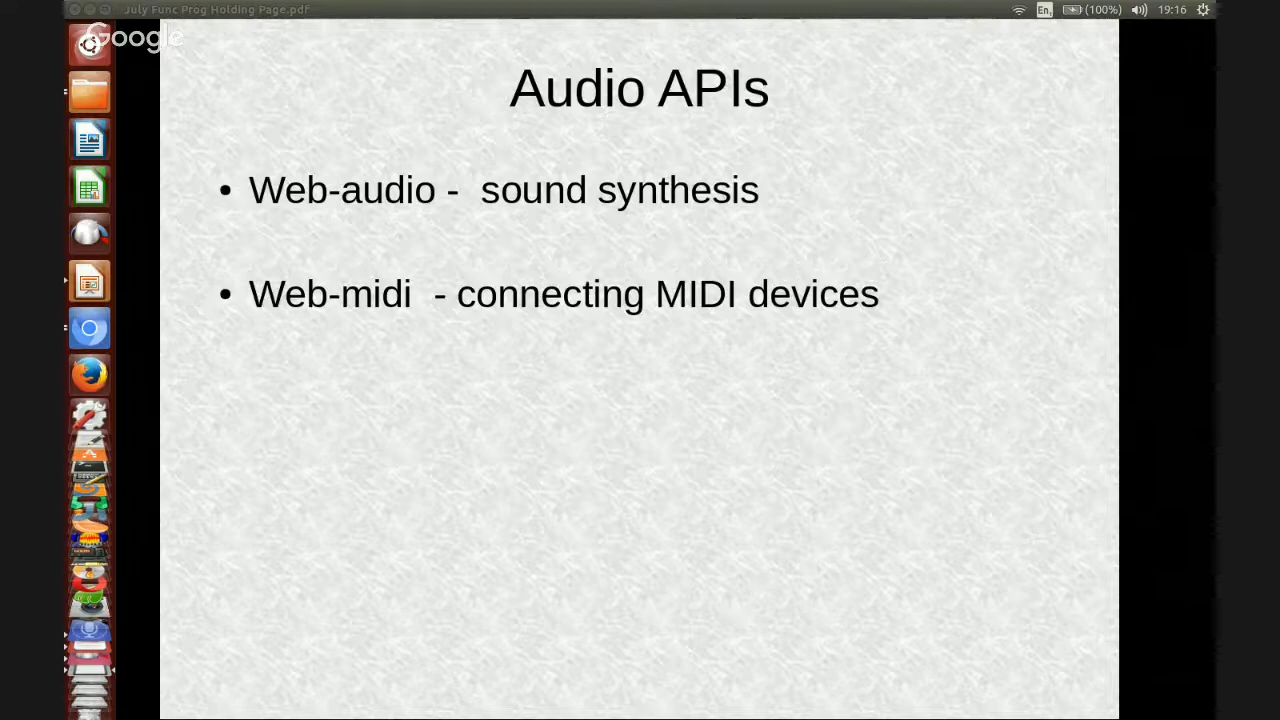 July Func Prog Holding Page.pdf
En
(100%)
19:16
Google
Audio APIs
• Web-audio -  sound synthesis
• Web-midi  - connecting MIDI devices